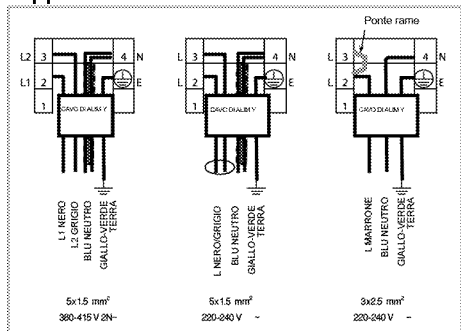 Ponte rame
L2 3 4 N
L1 2 E
1
CAVO DI ALIM Y
L1 NERO
L2 GRIGIO
BLU NEUTRO
GIALLO-VERDE
TERRA
5x1.5 mm²
380-415 V 2N~
L 3 4 N
L 2 E
1
CAVO DI ALIM Y
L NERO/GRIGIO
BLU NEUTRO
GIALLO-VERDE
TERRA
5x1.5 mm²
220-240 V ~
L 3 4 N
L 2 E
1
CAVO DI ALIM Y
L MARRONE
BLU NEUTRO
GIALLO-VERDE
TERRA
3x2.5 mm²
220-240 V ~